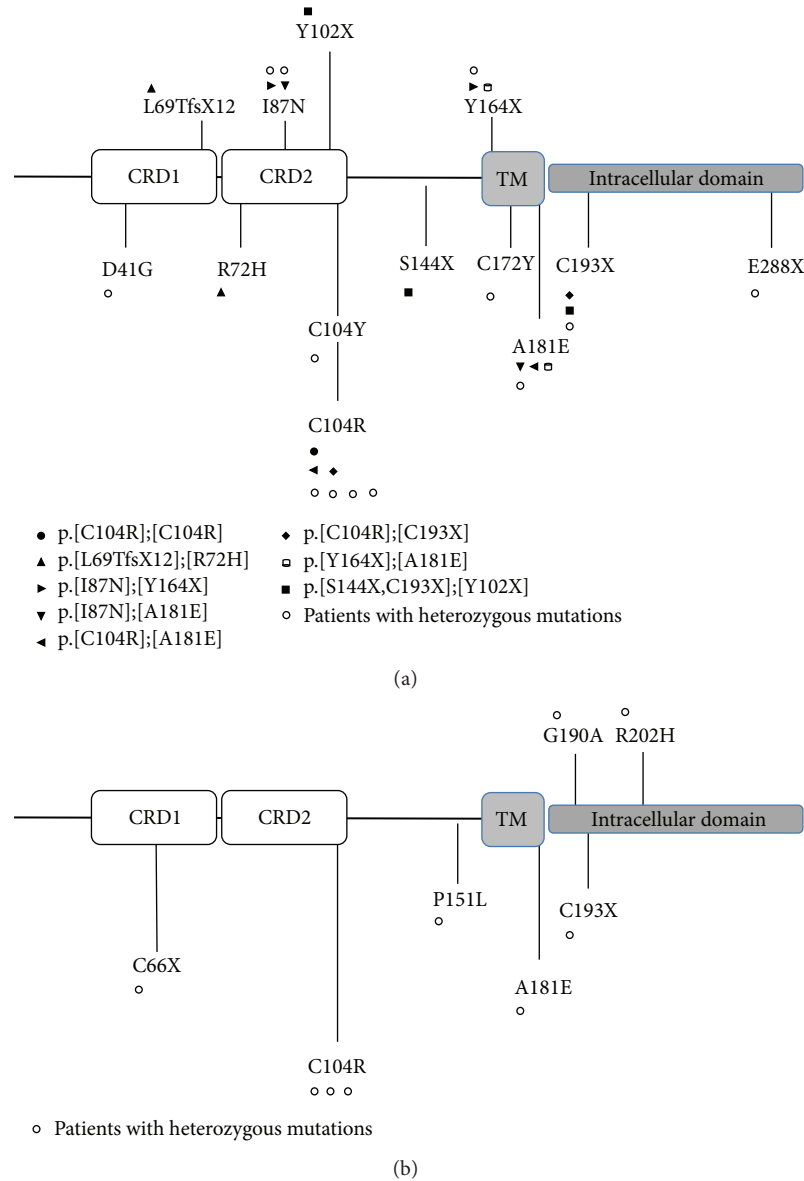 Y102X
L69TfsX12 I87N Y164X
CRD1 CRD2 TM Intracellular domain
D41G R72H S144X C172Y C193X E288X
C104Y A181E
C104R
p.[C104R];[C104R]
p.[L69TfsX12];[R72H]
p.[I87N];[Y164X]
p.[I87N];[A181E]
p.[C104R];[A181E]
p.[C104R];[C193X]
p.[Y164X];[A181E]
p.[S144X,C193X];[Y102X]
Patients with heterozygous mutations
(a)
G190A R202H
CRD1 CRD2 TM Intracellular domain
P151L C193X
C66X A181E
C104R
Patients with heterozygous mutations
(b)